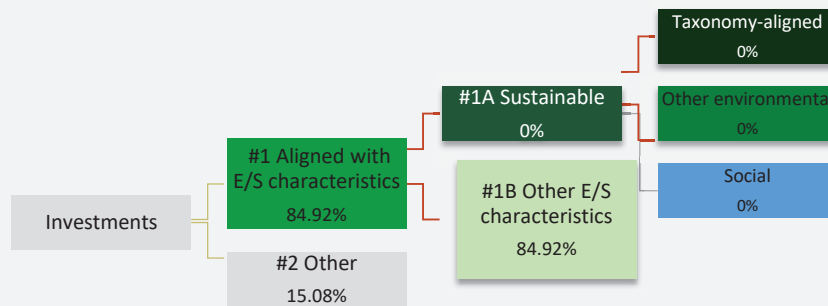 Investments
#1 Aligned with
E/S characteristics
84.92%
#2 Other
15.08%
#1A Sustainable
0%
#1B Other E/S
characteristics
84.92%
Taxonomy-aligned
0%
Other environmenta
0%
Social
0%